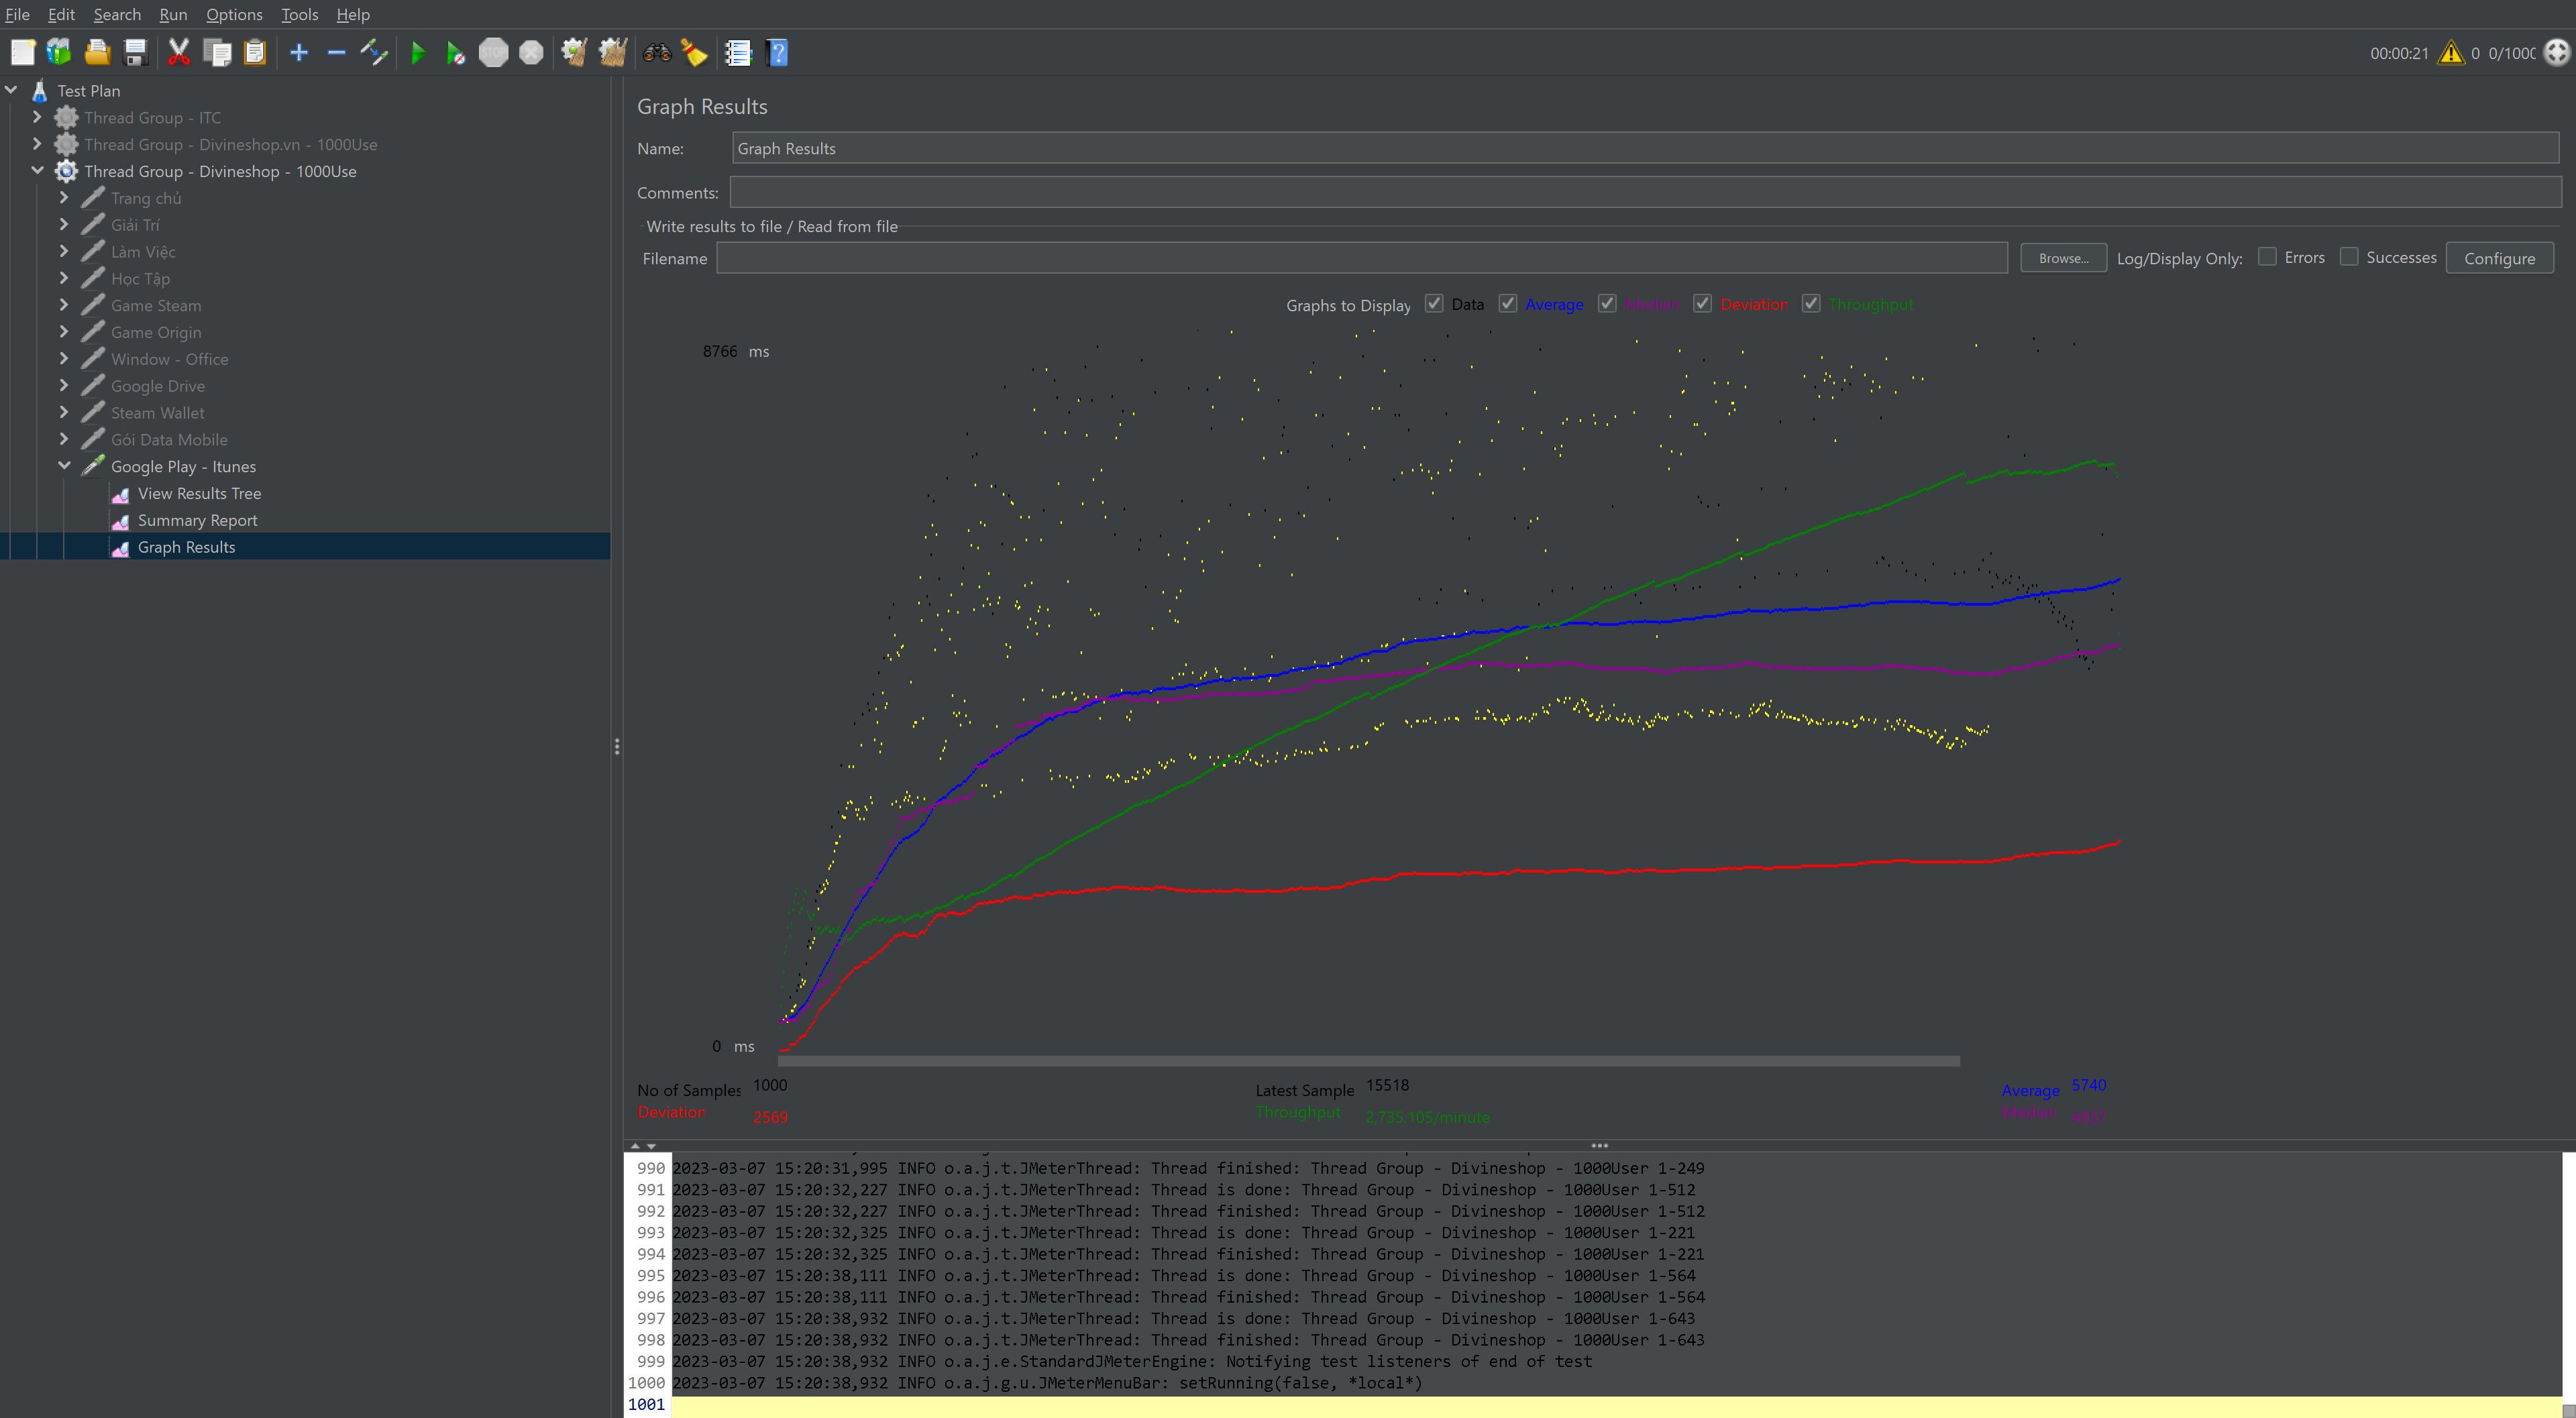 File Edit Search Run Options Tools Help
00:00:21 0 0/1000
Test Plan
Thread Group - ITC
Thread Group - Divineshop.vn - 1000Use
Thread Group - Divineshop - 1000Use
Trang chủ
Giải Trí
Làm Việc
Học Tập
Game Steam
Game Origin
Window - Office
Google Drive
Steam Wallet
Gói Data Mobile
Google Play - Itunes
View Results Tree
Summary Report
Graph Results
Graph Results
Name: Graph Results
Comments:
Write results to file / Read from file
Filename Browse... Log/Display Only: Errors Successes Configure
Graphs to Display Data Average Median Deviation Throughput
8766 ms
0 ms
No of Samples 1000 Latest Sample 15518 Average 5740
Deviation 2569 Throughput 2,735.105/minute Median
990 2023-03-07 15:20:31,995 INFO o.a.j.t.JMeterThread: Thread finished: Thread Group - Divineshop - 1000User 1-249
991 2023-03-07 15:20:32,227 INFO o.a.j.t.JMeterThread: Thread is done: Thread Group - Divineshop - 1000User 1-512
992 2023-03-07 15:20:32,227 INFO o.a.j.t.JMeterThread: Thread finished: Thread Group - Divineshop - 1000User 1-512
993 2023-03-07 15:20:32,325 INFO o.a.j.t.JMeterThread: Thread is done: Thread Group - Divineshop - 1000User 1-221
994 2023-03-07 15:20:32,325 INFO o.a.j.t.JMeterThread: Thread finished: Thread Group - Divineshop - 1000User 1-221
995 2023-03-07 15:20:38,111 INFO o.a.j.t.JMeterThread: Thread is done: Thread Group - Divineshop - 1000User 1-564
996 2023-03-07 15:20:38,111 INFO o.a.j.t.JMeterThread: Thread finished: Thread Group - Divineshop - 1000User 1-564
997 2023-03-07 15:20:38,932 INFO o.a.j.t.JMeterThread: Thread is done: Thread Group - Divineshop - 1000User 1-643
998 2023-03-07 15:20:38,932 INFO o.a.j.t.JMeterThread: Thread finished: Thread Group - Divineshop - 1000User 1-643
999 2023-03-07 15:20:38,932 INFO o.a.j.e.StandardJMeterEngine: Notifying test listeners of end of test
1000 2023-03-07 15:20:38,932 INFO o.a.j.g.u.JMeterMenuBar: setRunning(false, *local*)
1001